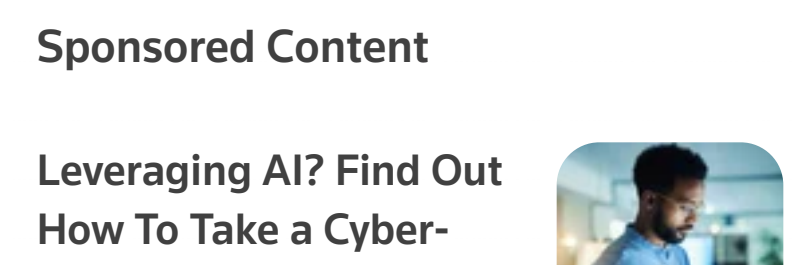 Sponsored Content
Leveraging AI? Find Out
How To Take a Cyber-